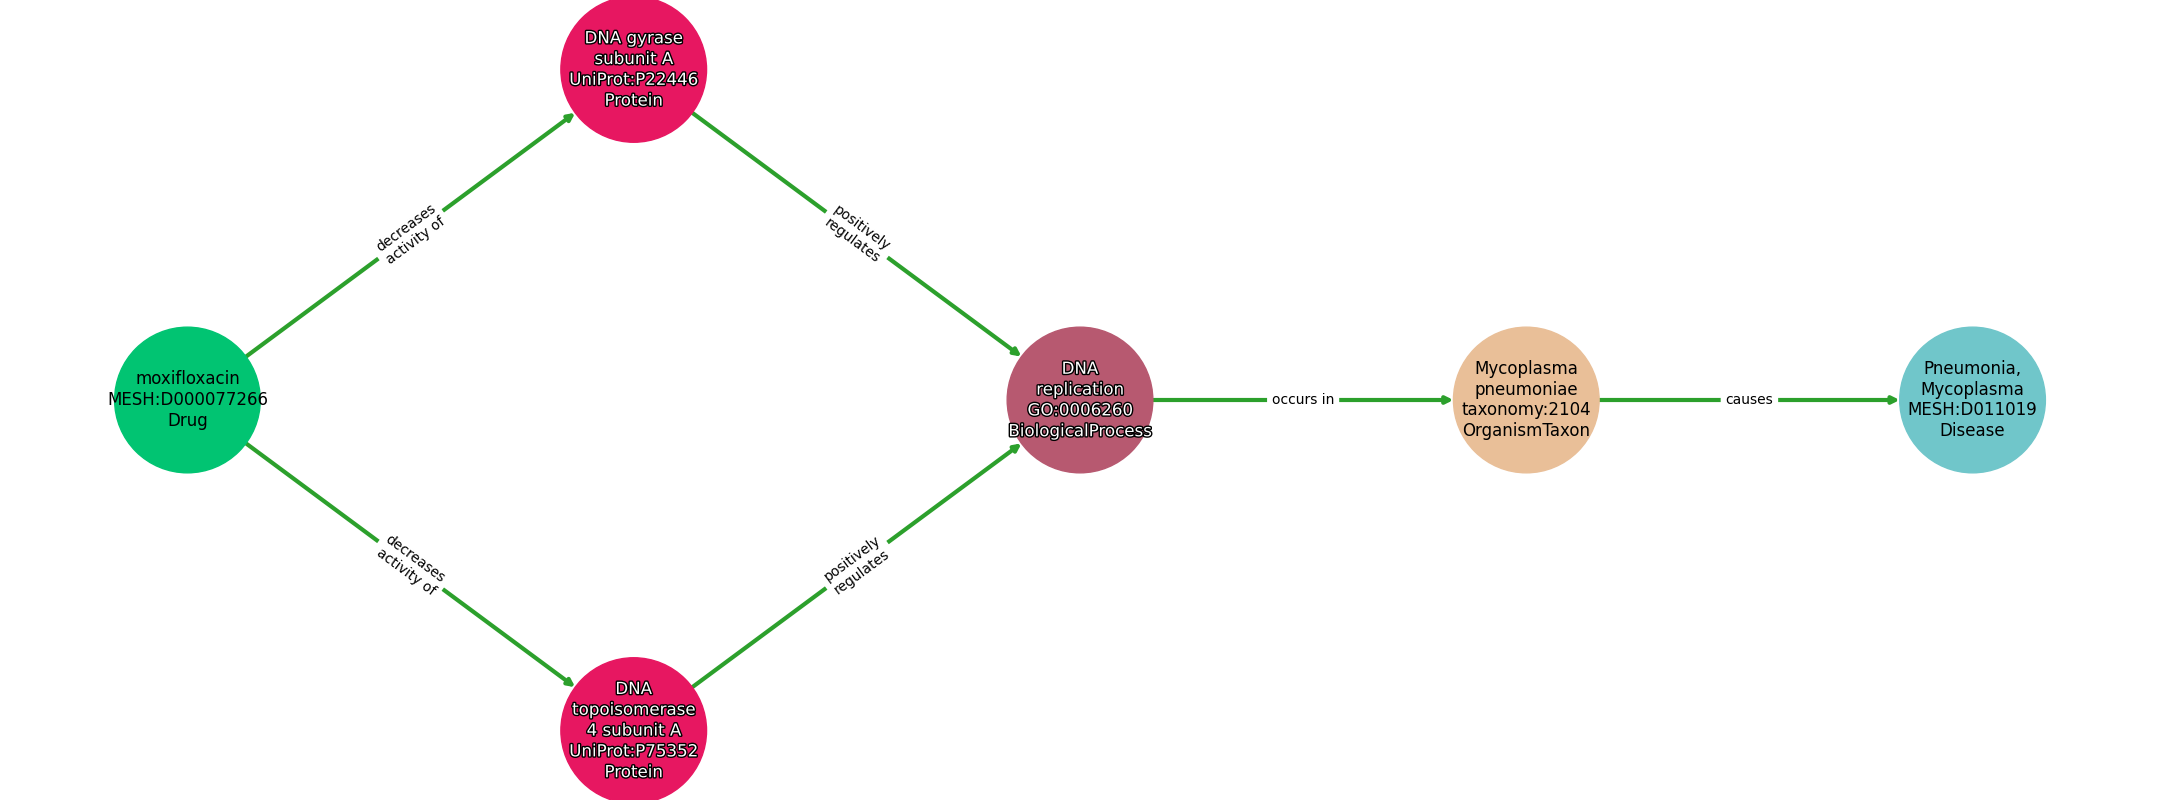 DNA gyrase
subunit A
UniProt:P22446
Protein
decreases
activity of
positively
regulates
moxifloxacin
MESH:D000077266
Drug
DNA
replication
GO:0006260
BiologicalProcess
occurs in
Mycoplasma
pneumoniae
taxonomy:2104
OrganismTaxon
causes
Pneumonia,
Mycoplasma
MESH:D011019
Disease
decreases
activity of
positively
regulates
DNA
topoisomerase
4 subunit A
UniProt:P75352
Protein